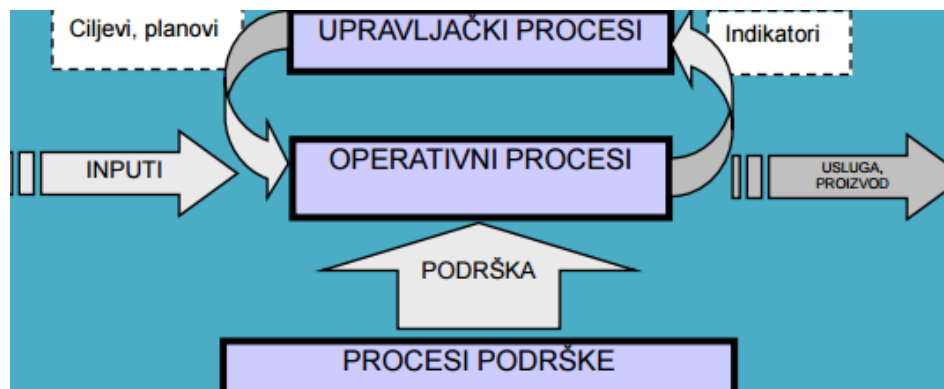 Ciljevi, planovi
UPRAVLJAČKI PROCESI
Indikatori
OPERATIVNI PROCESI
INPUTI
USLUGA,
PROIZVOD
PODRŠKA
PROCESI PODRŠKE